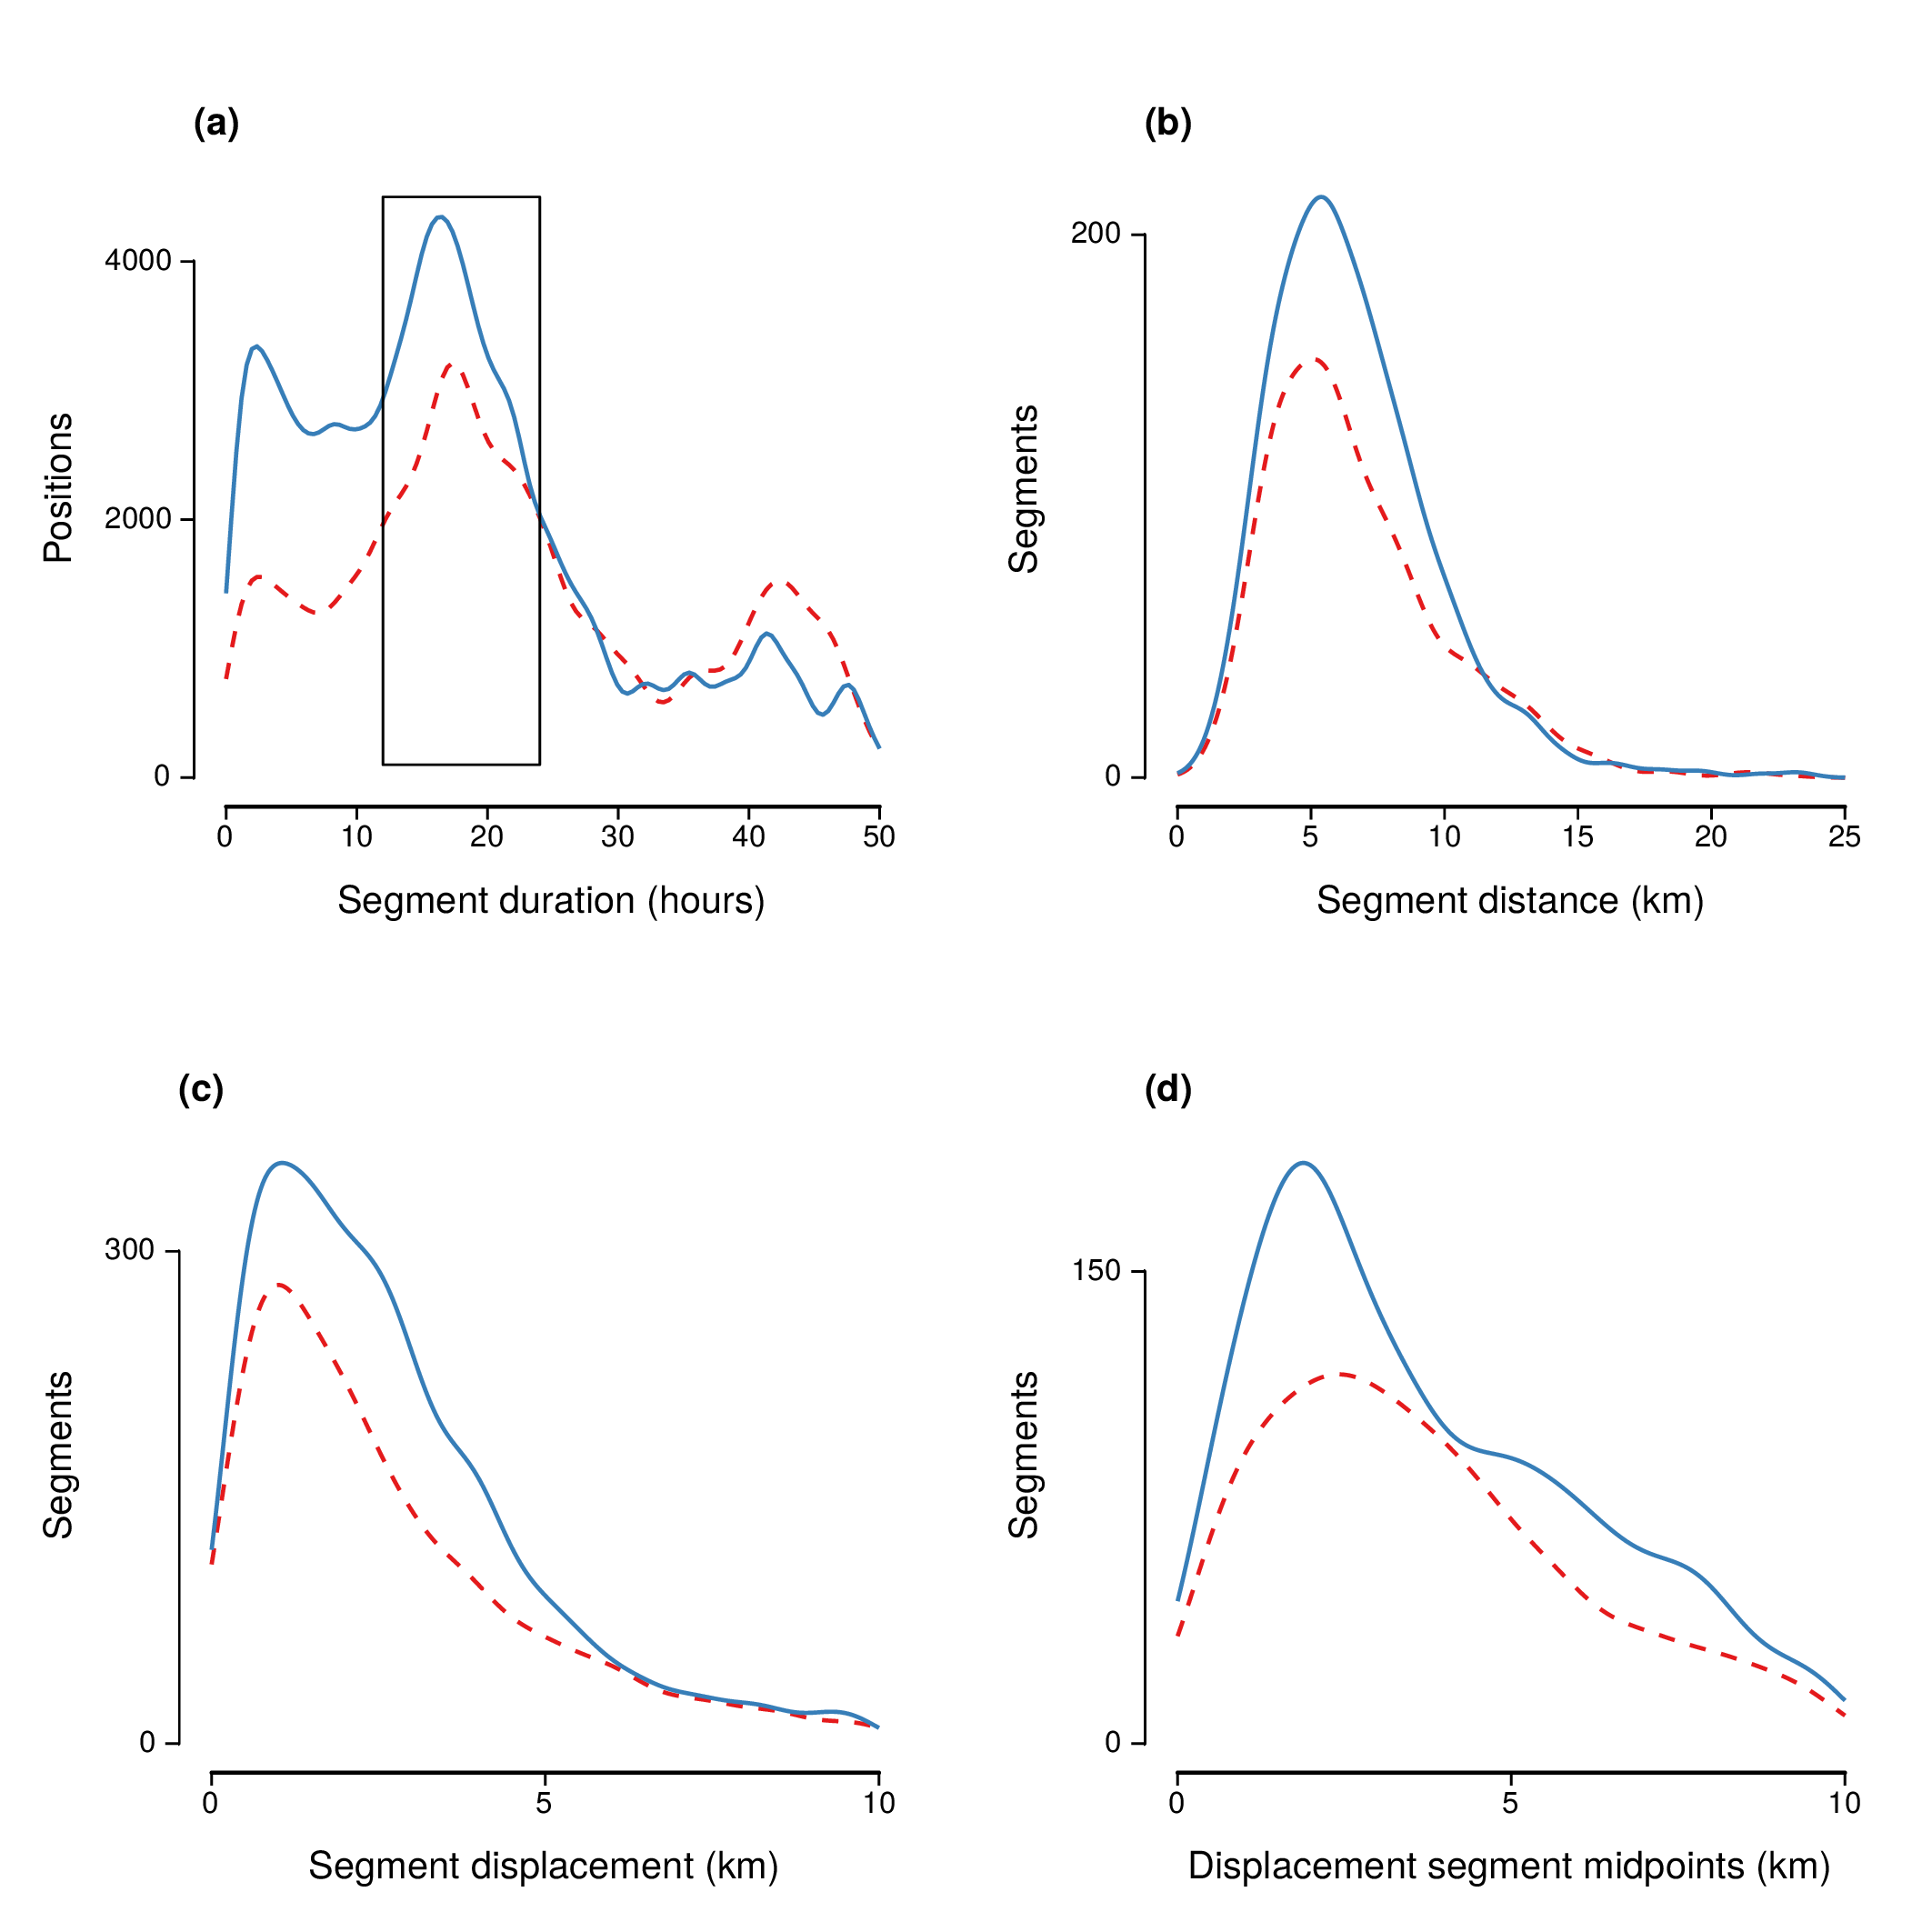 (a)
4000
2000
0
Positions
0 10 20 30 40 50
Segment duration (hours)
(b)
200
0
Segments
0 5 10 15 20 25
Segment distance (km)
(c)
300
0
Segments
0 5 10
Segment displacement (km)
(d)
150
0
Segments
0 5 10
Displacement segment midpoints (km)